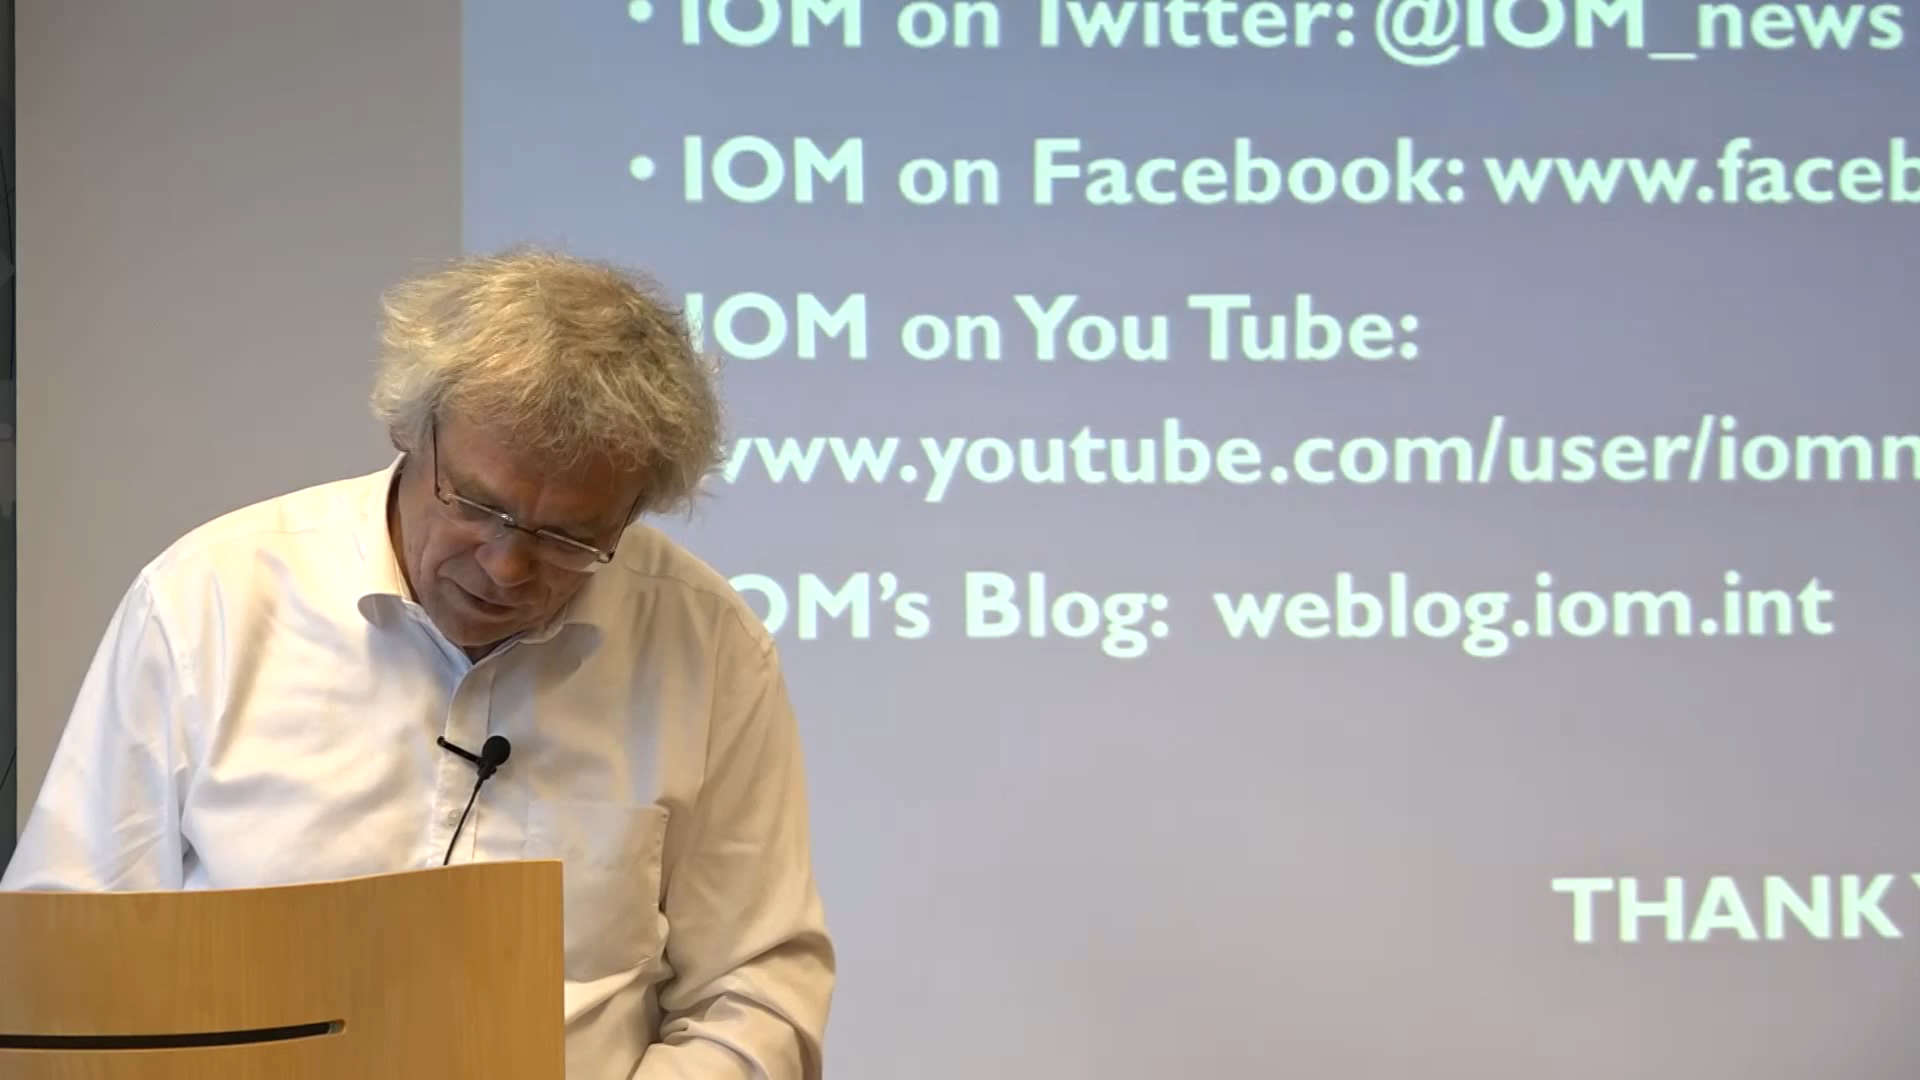 • IOM on Twitter: @IOM_news
• IOM on Facebook: www.faceb
IOM on You Tube:
www.youtube.com/user/iomn
OM's Blog: weblog.iom.int
THANK